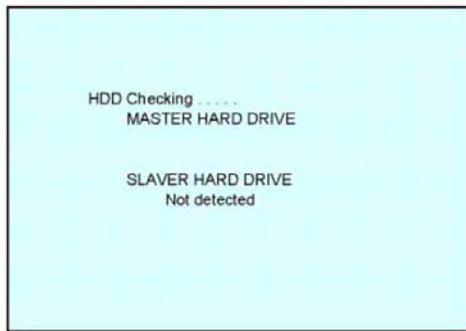 HDD Checking . . . . .
MASTER HARD DRIVE
SLAVER HARD DRIVE
Not detected